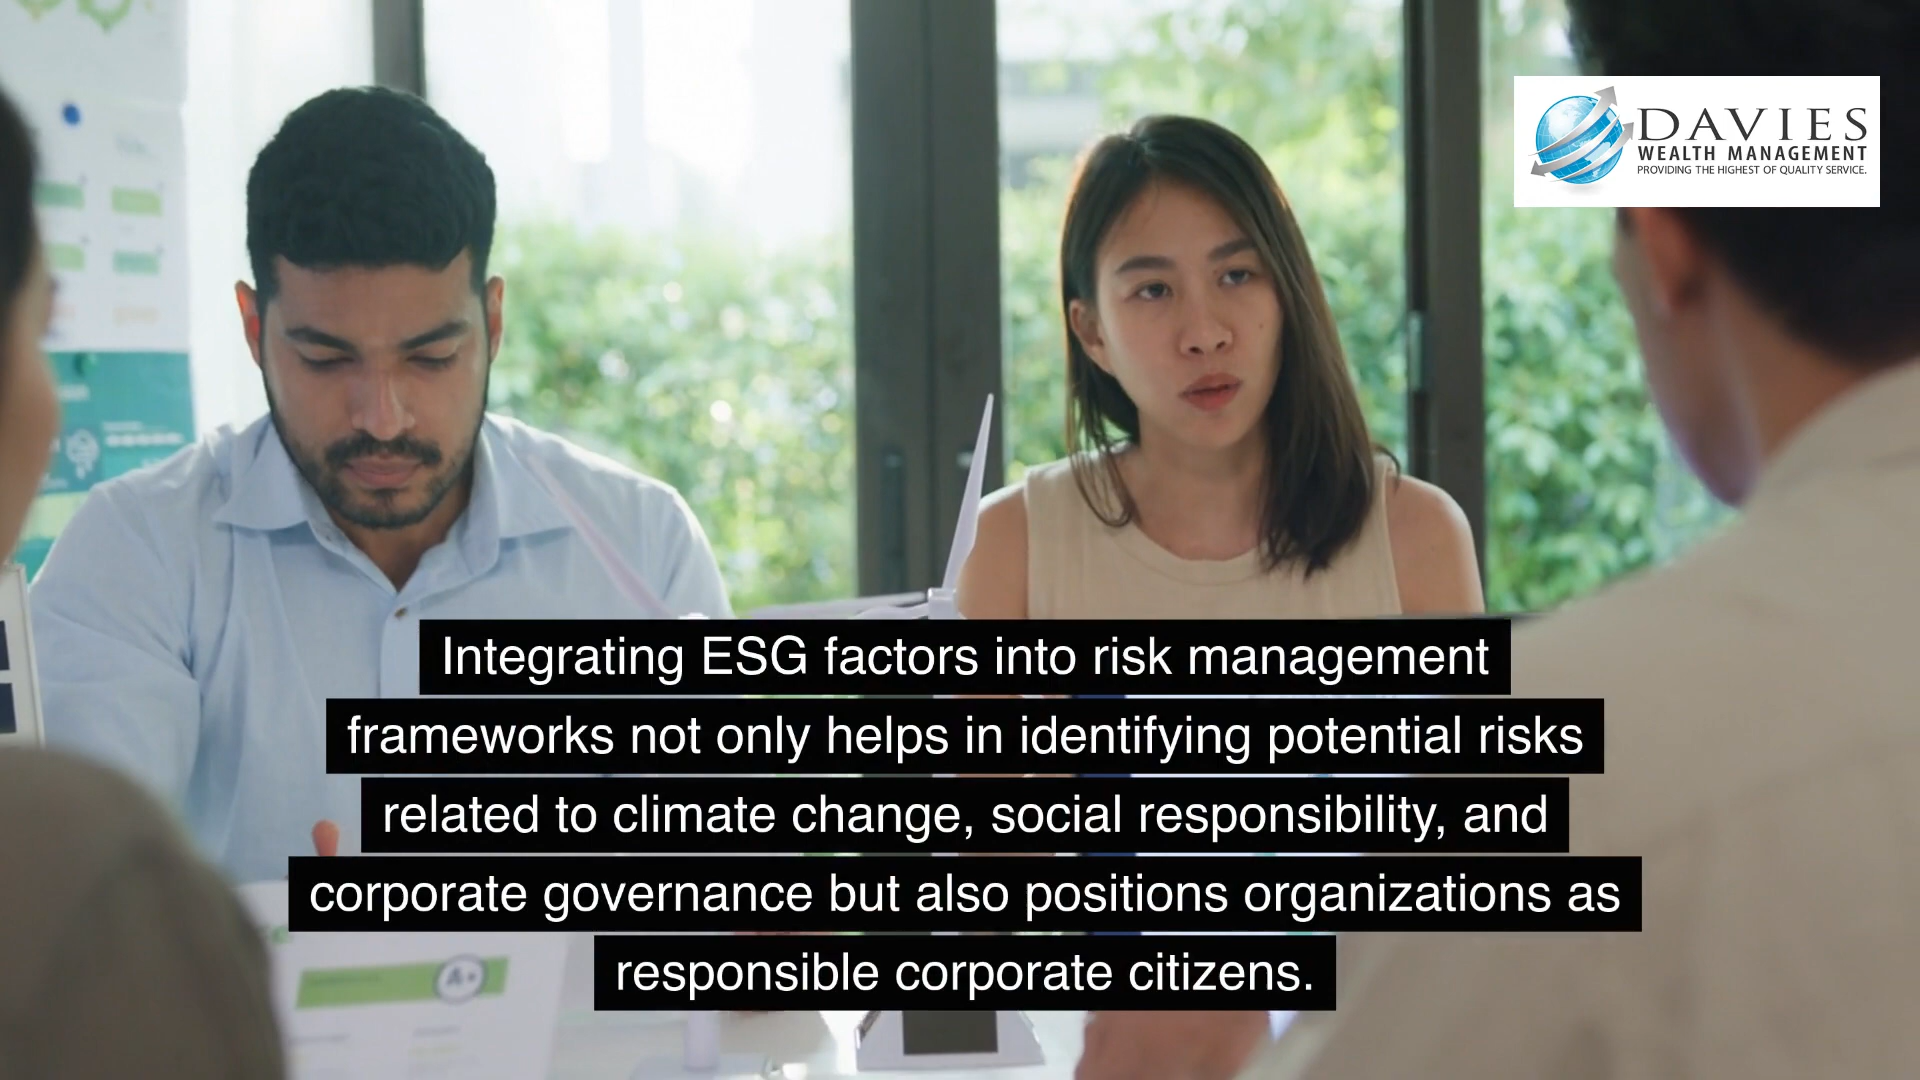 DAVIES
WEALTH MANAGEMENT
PROVIDING THE HIGHEST OF QUALITY SERVICE.
Integrating ESG factors into risk management
frameworks not only helps in identifying potential risks
related to climate change, social responsibility, and
corporate governance but also positions organizations as
responsible corporate citizens.
A+